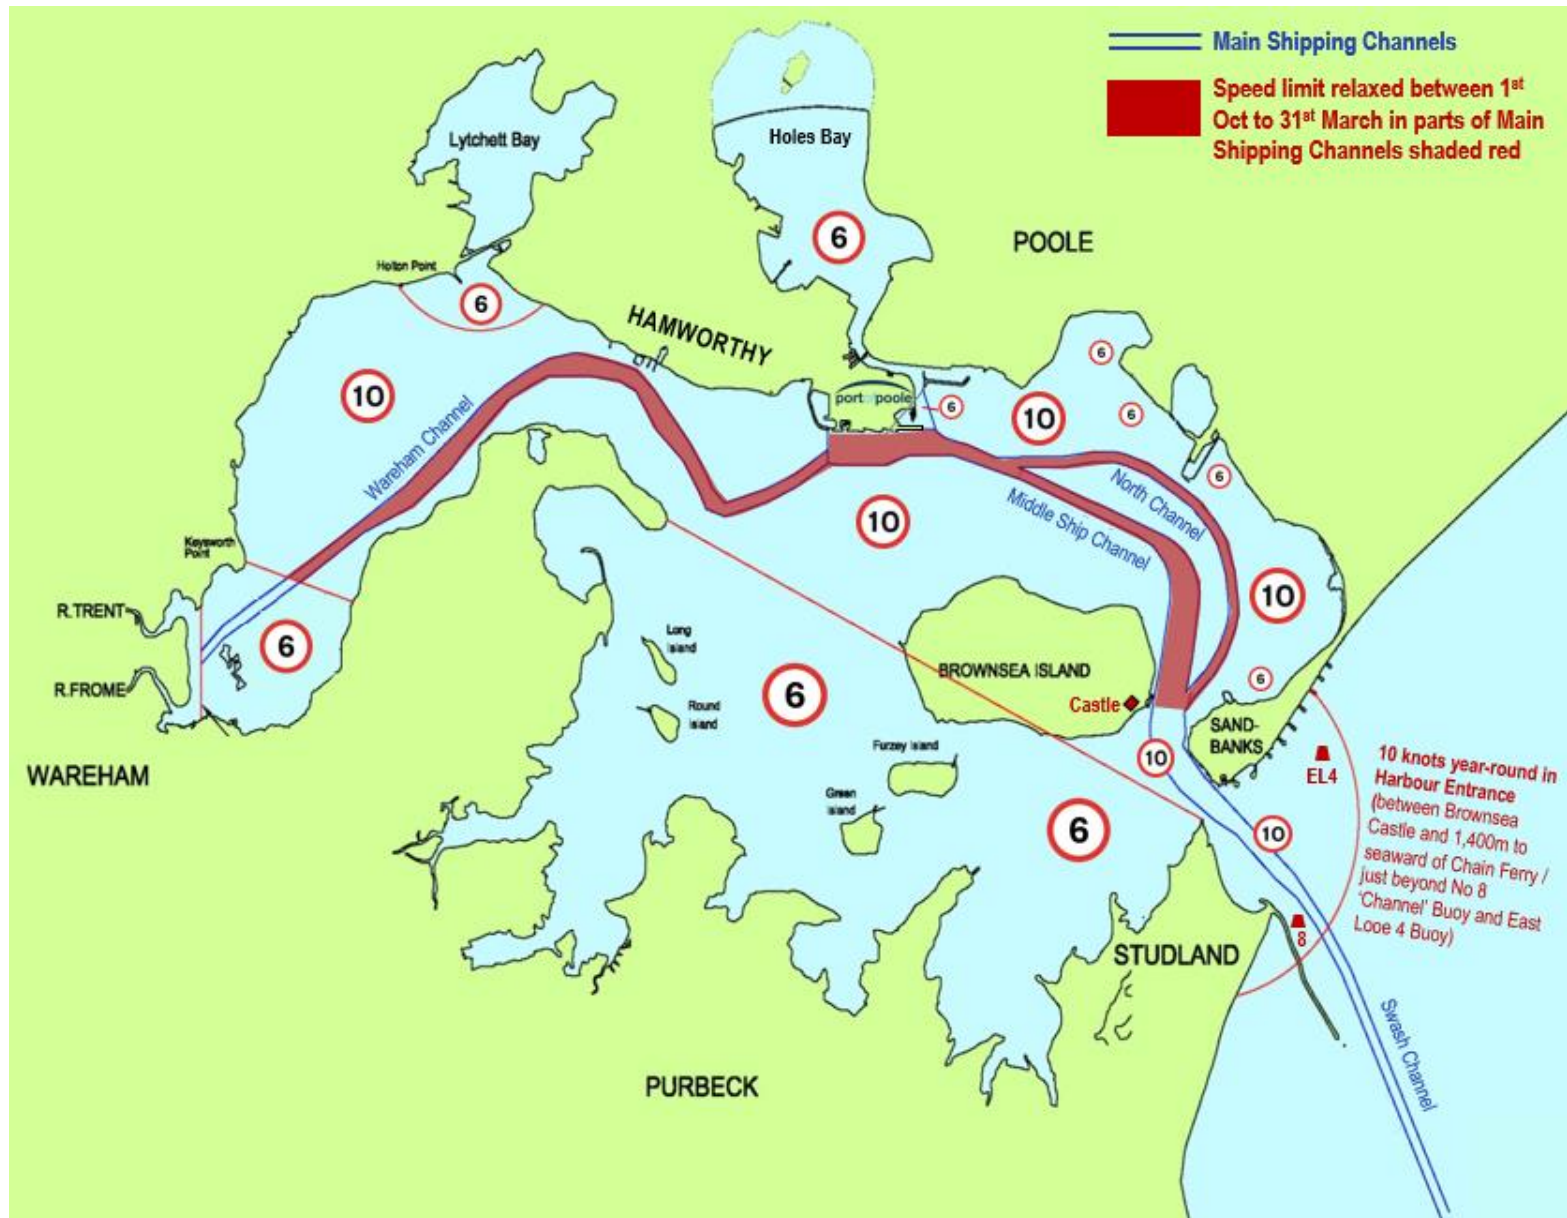 Main Shipping Channels
Speed limit relaxed between 1st
Oct to 31st March in parts of Main
Shipping Channels shaded red
Lytchett Bay
Holes Bay
6
POOLE
Holton Point
6
HAMWORTHY
6
10
portofpoole
6
10
6
Wareham Channel
6
North Channel
Middle Ship Channel
10
Keysworth
Point
10
R.TRENT
6
Long
Island
BROWNSEA ISLAND
6
R.FROME
6
Castle
Round
Island
SAND-
BANKS
WAREHAM
Furzey Island
10
EL4
10 knots year-round in
Harbour Entrance
(between Brownsea
Castle and 1,400m to
seaward of Chain Ferry /
just beyond No 8
'Channel' Buoy and East
Looe 4 Buoy)
Green
Island
6
10
8
STUDLAND
Swash Channel
PURBECK